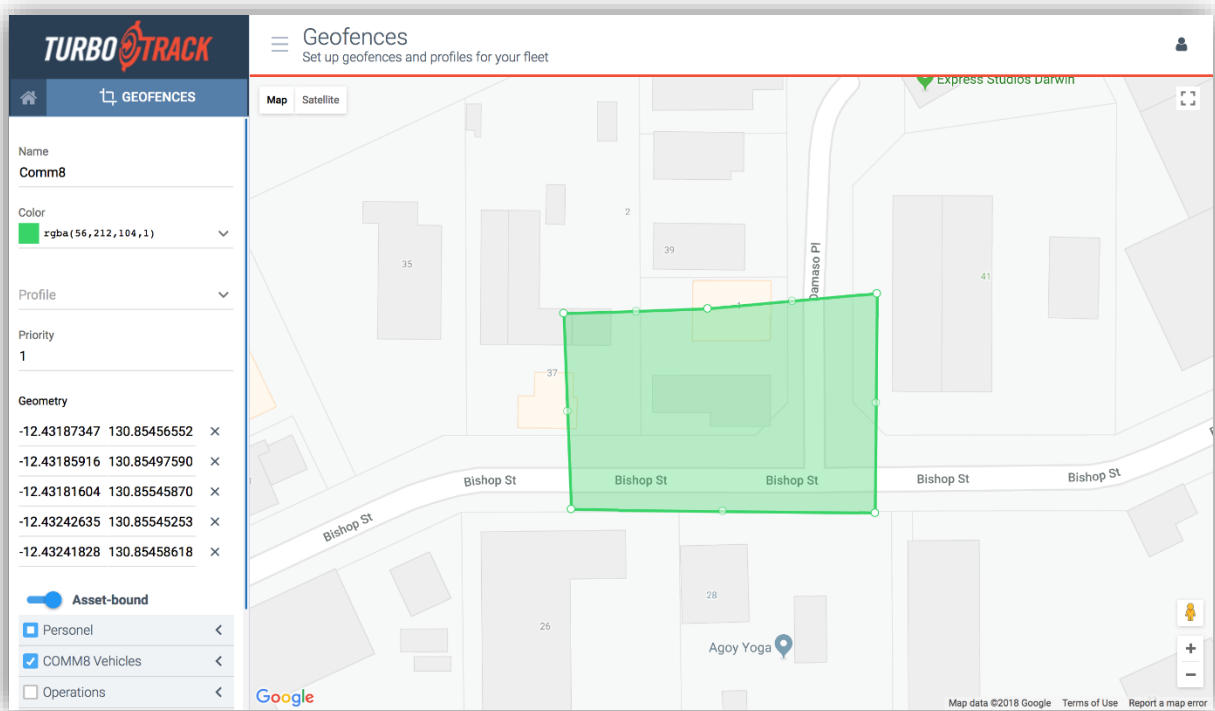 TURBO TRACK
Geofences
Set up geofences and profiles for your fleet
GEOFENCES
Name
Comm8
Color
rgba(56,212,104,1)
Profile
Priority
1
Geometry
-12.43187347 130.85456552 ×
-12.43185916 130.85497590 ×
-12.43181604 130.85545870 ×
-12.43242635 130.85545253 ×
-12.43241828 130.85458618 ×
Asset-bound
Personel
COMM8 Vehicles
Operations
Map Satellite
Express Studios Darwin
2
39
35
Damaso Pl
41
1
37
Bishop St
Bishop St
Bishop St
Bishop St
Bishop St
Bishop St
28
26
Agoy Yoga
Google
Map data ©2018 Google Terms of Use Report a map error